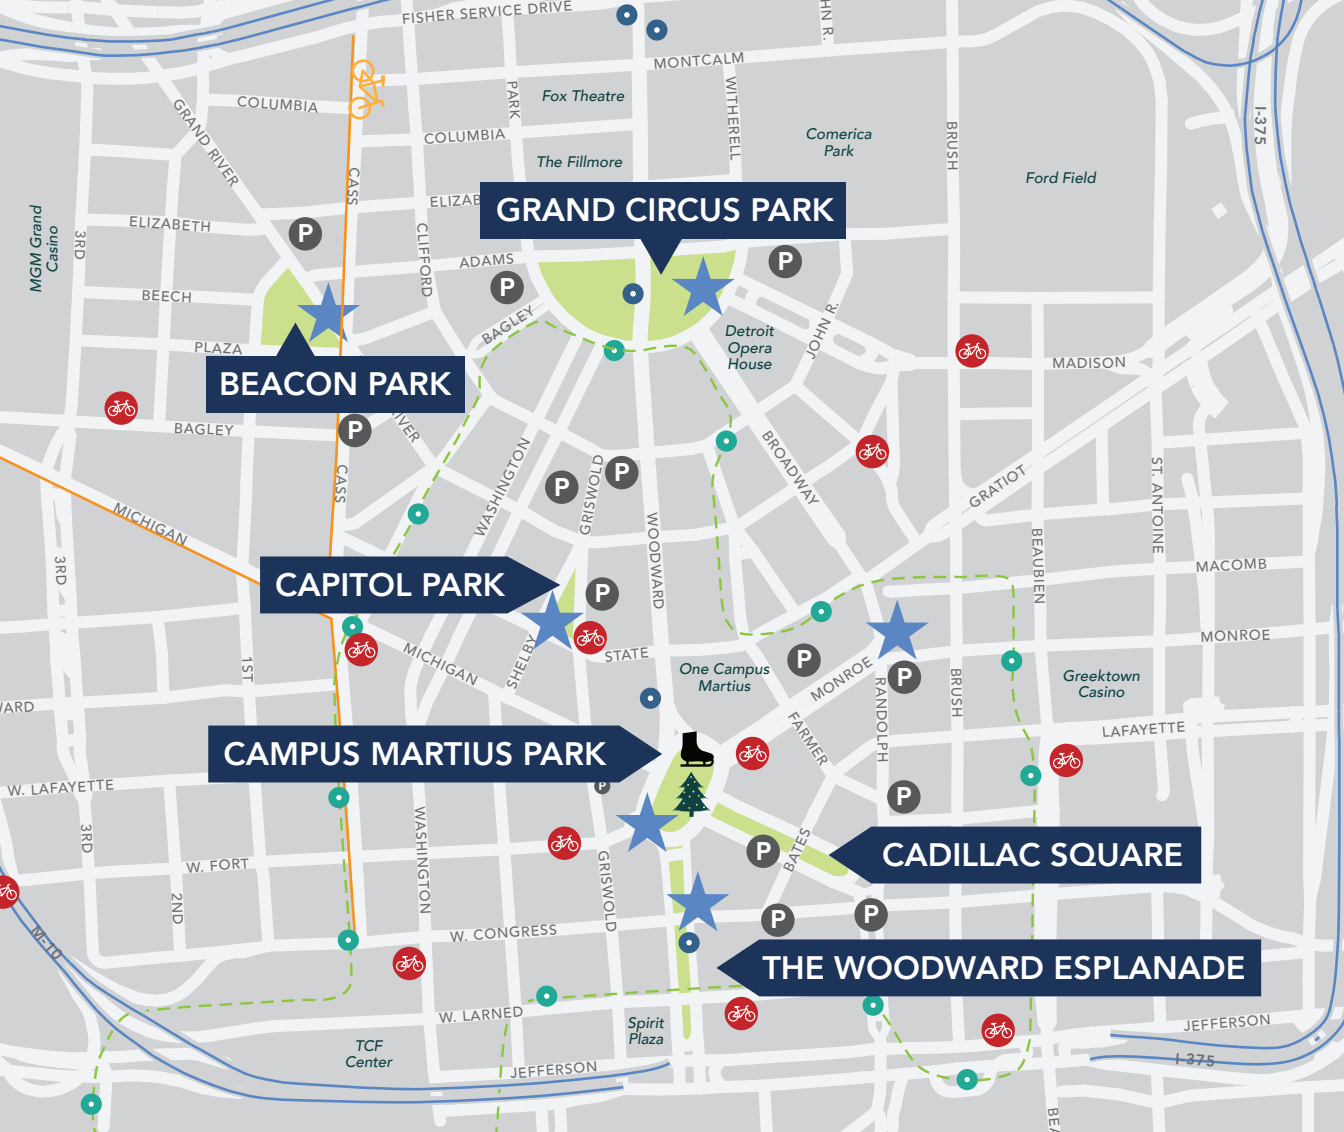 FISHER SERVICE DRIVE
HN R.
MONTCALM
COLUMBIA
GRAND RIVER
PARK
Fox Theatre
WITHERELL
I-375
COLUMBIA
Comerica
Park
BRUSH
The Fillmore
Ford Field
CASS
ELIZAB
GRAND CIRCUS PARK
MGM Grand
Casino
3RD
ELIZABETH
P
CLIFFORD
ADAMS
P
P
BEECH
BAGLEY
Detroit
Opera
House
JOHN R.
PLAZA
MADISON
BEACON PARK
BAGLEY
P
IVER
WASHINGTON
GRISWOLD
BROADWAY
P
P
CASS
GRATIOT
ST. ANTOINE
MICHIGAN
WOODWARD
3RD
BEAUBIEN
MACOMB
CAPITOL PARK
P
MONROE
1ST
MICHIGAN
SHELBY
STATE
One Campus
Martius
P
MONROE
P
RANDOLPH
BRUSH
Greektown
Casino
ARD
FARMER
LAFAYETTE
CAMPUS MARTIUS PARK
W. LAFAYETTE
P
P
3RD
WASHINGTON
P
BATES
CADILLAC SQUARE
W. FORT
GRISWOLD
2ND
P
P
W. CONGRESS
M-10
THE WOODWARD ESPLANADE
W. LARNED
Spirit
Plaza
JEFFERSON
TCF
Center
JEFFERSON
I-375
BEA